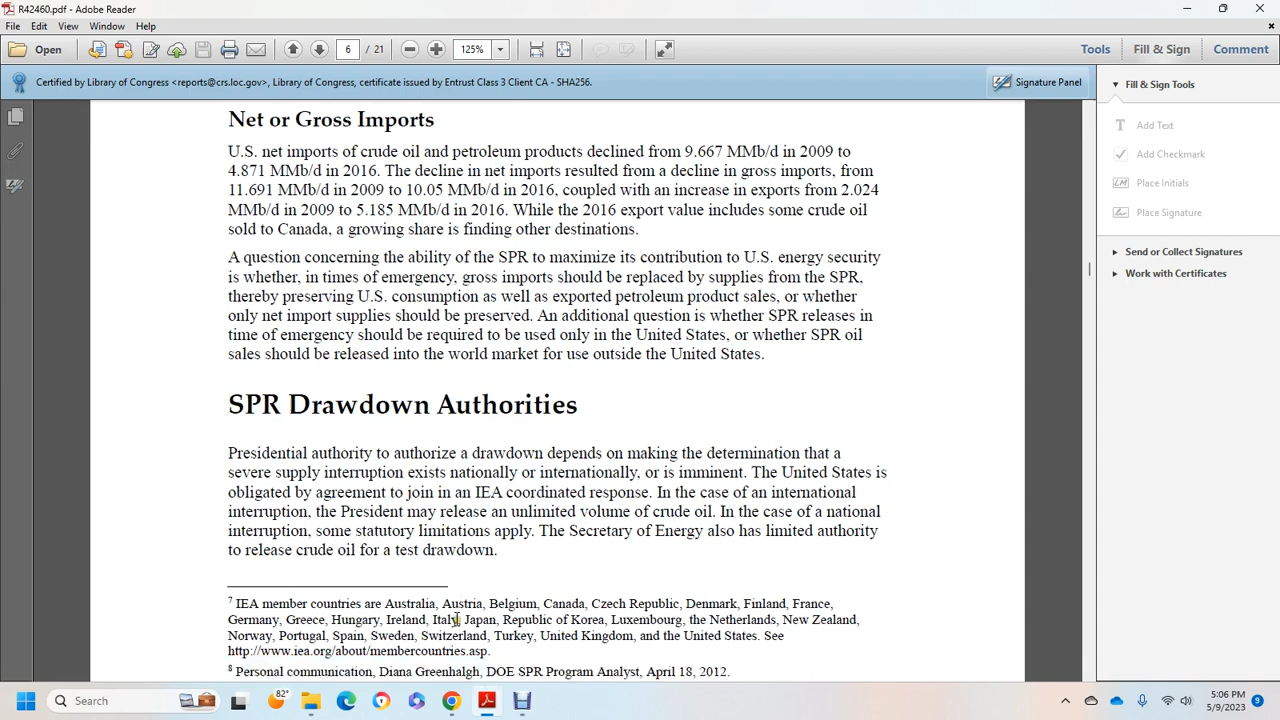 R42460.pdf - Adobe Reader
File Edit View Window Help
Open 6 / 21 125% Tools Fill & Sign Comment
Certified by Library of Congress <reports@crs.loc.gov>, Library of Congress, certificate issued by Entrust Class 3 Client CA - SHA256.
Signature Panel
Fill & Sign Tools
T Add Text
Add Checkmark
LM Place Initials
Place Signature
Send or Collect Signatures
Work with Certificates
Net or Gross Imports
U.S. net imports of crude oil and petroleum products declined from 9.667 MMb/d in 2009 to
4.871 MMb/d in 2016. The decline in net imports resulted from a decline in gross imports, from
11.691 MMb/d in 2009 to 10.05 MMb/d in 2016, coupled with an increase in exports from 2.024
MMb/d in 2009 to 5.185 MMb/d in 2016. While the 2016 export value includes some crude oil
sold to Canada, a growing share is finding other destinations.
A question concerning the ability of the SPR to maximize its contribution to U.S. energy security
is whether, in times of emergency, gross imports should be replaced by supplies from the SPR,
thereby preserving U.S. consumption as well as exported petroleum product sales, or whether
only net import supplies should be preserved. An additional question is whether SPR releases in
time of emergency should be required to be used only in the United States, or whether SPR oil
sales should be released into the world market for use outside the United States.
SPR Drawdown Authorities
Presidential authority to authorize a drawdown depends on making the determination that a
severe supply interruption exists nationally or internationally, or is imminent. The United States is
obligated by agreement to join in an IEA coordinated response. In the case of an international
interruption, the President may release an unlimited volume of crude oil. In the case of a national
interruption, some statutory limitations apply. The Secretary of Energy also has limited authority
to release crude oil for a test drawdown.
7 IEA member countries are Australia, Austria, Belgium, Canada, Czech Republic, Denmark, Finland, France,
Germany, Greece, Hungary, Ireland, Italy, Japan, Republic of Korea, Luxembourg, the Netherlands, New Zealand,
Norway, Portugal, Spain, Sweden, Switzerland, Turkey, United Kingdom, and the United States. See
http://www.iea.org/about/membercountries.asp.
8 Personal communication, Diana Greenhalgh, DOE SPR Program Analyst, April 18, 2012.
Search
82°
5:06 PM
5/9/2023
9